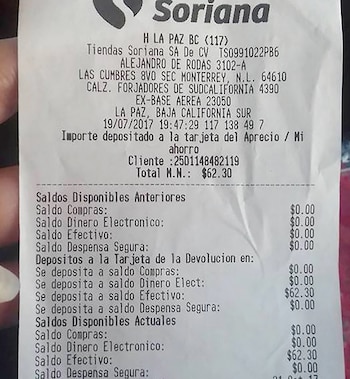 Soriana
H LA PAZ BC (117)
Tiendas Soriana SA De CV TSO991022PB6
ALEJANDRO DE RODAS 3102-A
LAS CUMBRES 8VO SEC MONTERREY, N.L. 64610
CALZ. FORJADORES DE SUDCALIFORNIA 4390
EX-BASE AEREA 23050
LA PAZ, BAJA CALIFORNIA SUR
19/07/2017 19:47:29 117 138 49 7
Importe depositado a la tarjeta del Aprecio / Mi
ahorro
Cliente :2501148482119
Total M.N.: $62.30
Saldos Disponibles Anteriores
Saldo Compras: $0.00
Saldo Dinero Electronico: $0.00
Saldo Efectivo: $0.00
Saldo Despensa Segura: $0.00
Depositos a la Tarjeta de la Devolucion en:
Se deposita a saldo Compras: $0.00
Se deposita a saldo Dinero Elect: $0.00
Se deposita a saldo Efectivo: $62.30
Se deposita a saldo Despensa Segura: $0.00
Saldos Disponibles Actuales
Saldo Compras: $0.00
Saldo Dinero Electronico: $0.00
Saldo Efectivo: $62.30
Saldo Despensa Segura: $0.00